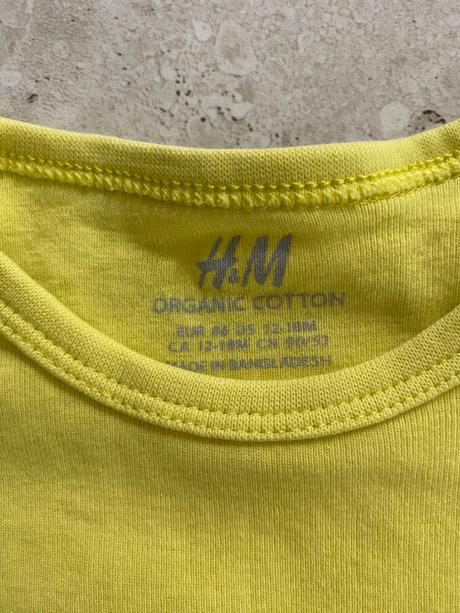 H&M
ORGANIC COTTON
EUR 86 US 12-18M
CA 12-18M CN 90/52
MADE IN BANGLADESH